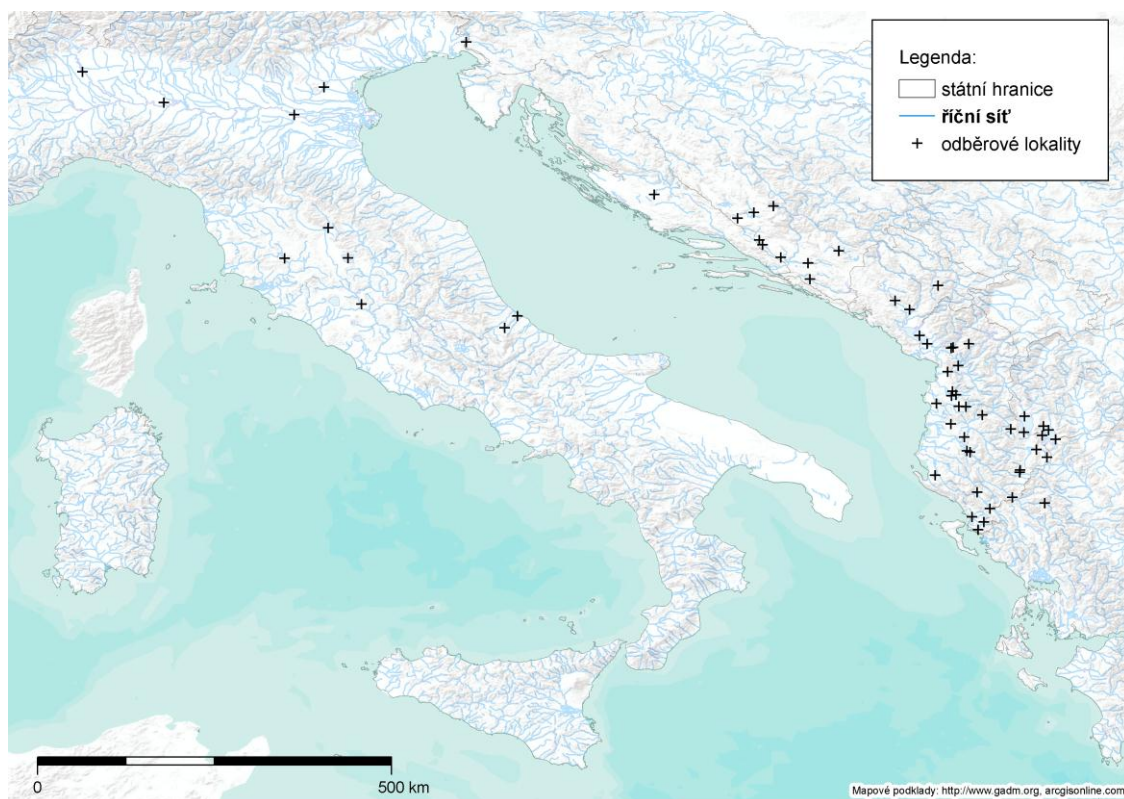 Legenda:
státní hranice
říční síť
odběrové lokality
0
500 km
Mapové podklady: http://www.gadm.org, arcgisonline.com